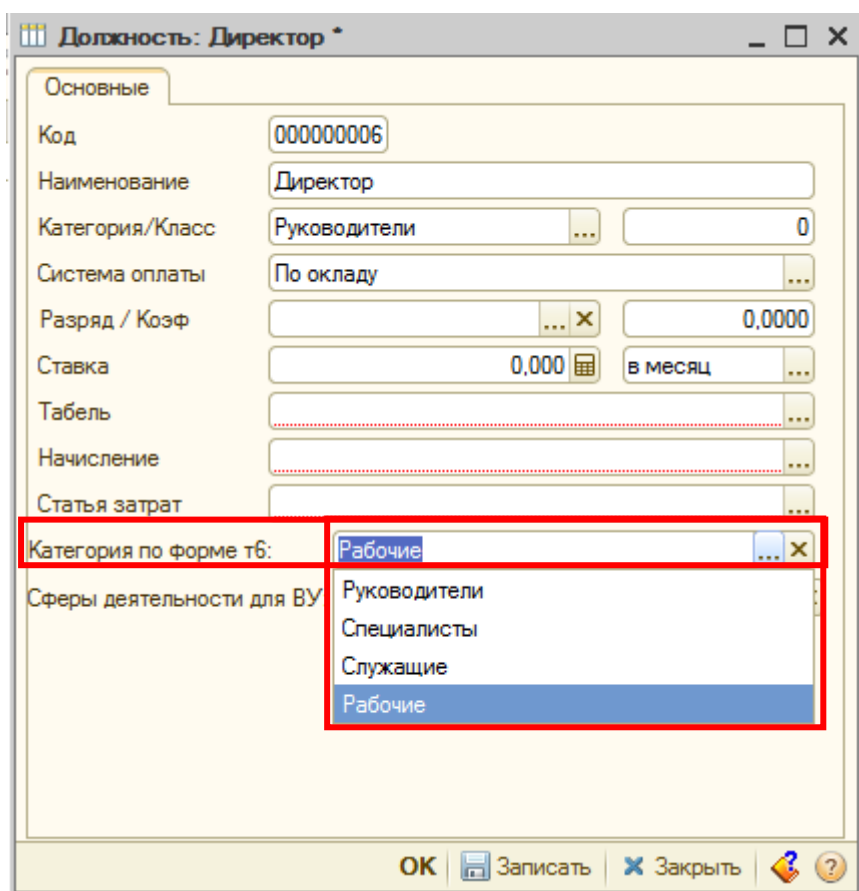 Должность: Директор *
Основные
Код 000000006
Наименование Директор
Категория/Класс Руководители ... 0
Система оплаты По окладу ...
Разряд / Коэф ... 0,0000
Ставка 0,000 в месяц ...
Табель ...
Начисление ...
Статья затрат ...
Категория по форме т6: Рабочие ...
Сферы деятельности для ВУ
Руководители
Специалисты
Служащие
Рабочие
OK Записать Закрыть ?